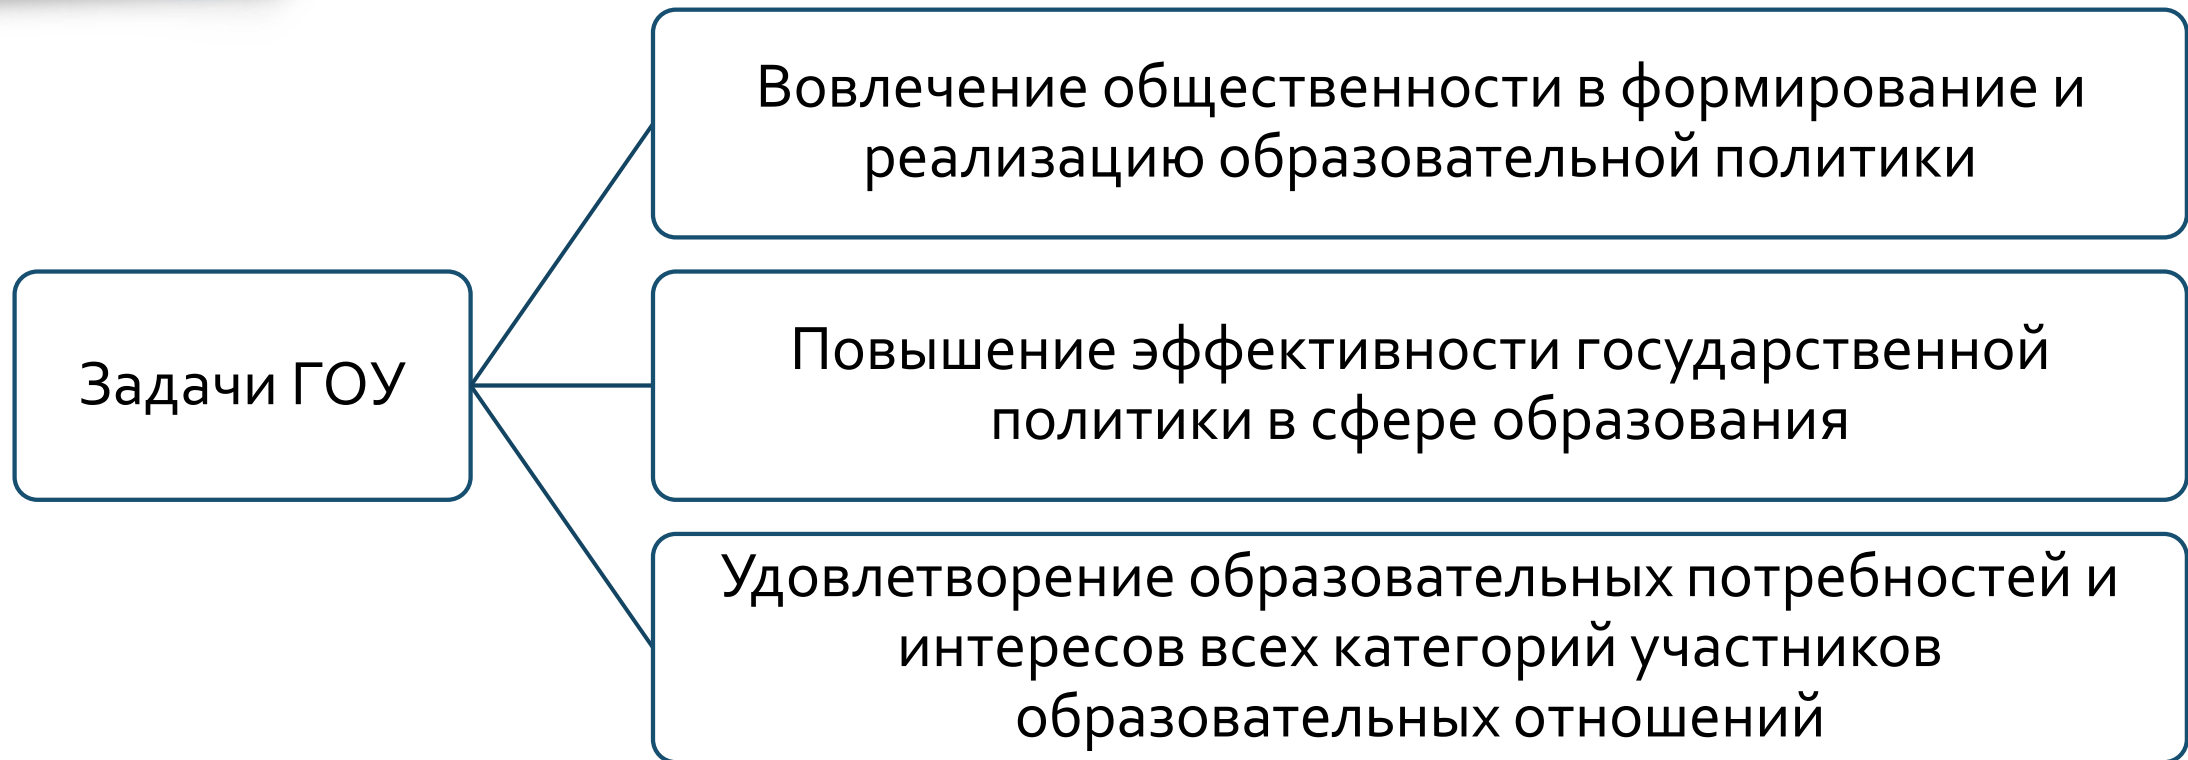 Вовлечение общественности в формирование и
реализацию образовательной политики
Задачи ГОУ
Повышение эффективности государственной
политики в сфере образования
Удовлетворение образовательных потребностей и
интересов всех категорий участников
образовательных отношений